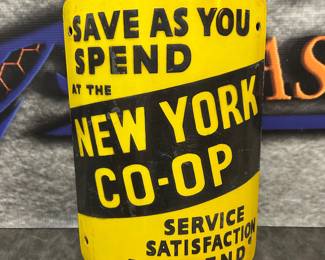 SAVE AS YOU
SPEND
AT THE
NEW YORK
CO-OP
SERVICE
SATISFACTION